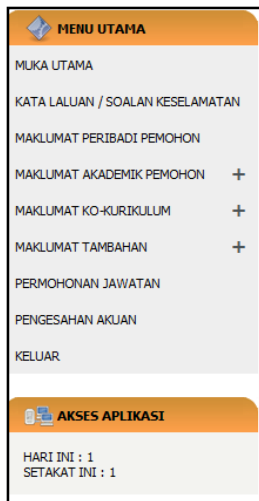 MENU UTAMA
MUKA UTAMA
KATA LALUAN / SOALAN KESELAMATAN
MAKLUMAT PERIBADI PEMOHON
MAKLUMAT AKADEMIK PEMOHON +
MAKLUMAT KO-KURIKULUM +
MAKLUMAT TAMBAHAN +
PERMOHONAN JAWATAN
PENGESAHAN AKUAN
KELUAR
AKSES APLIKASI
HARI INI : 1
SETAKAT INI : 1